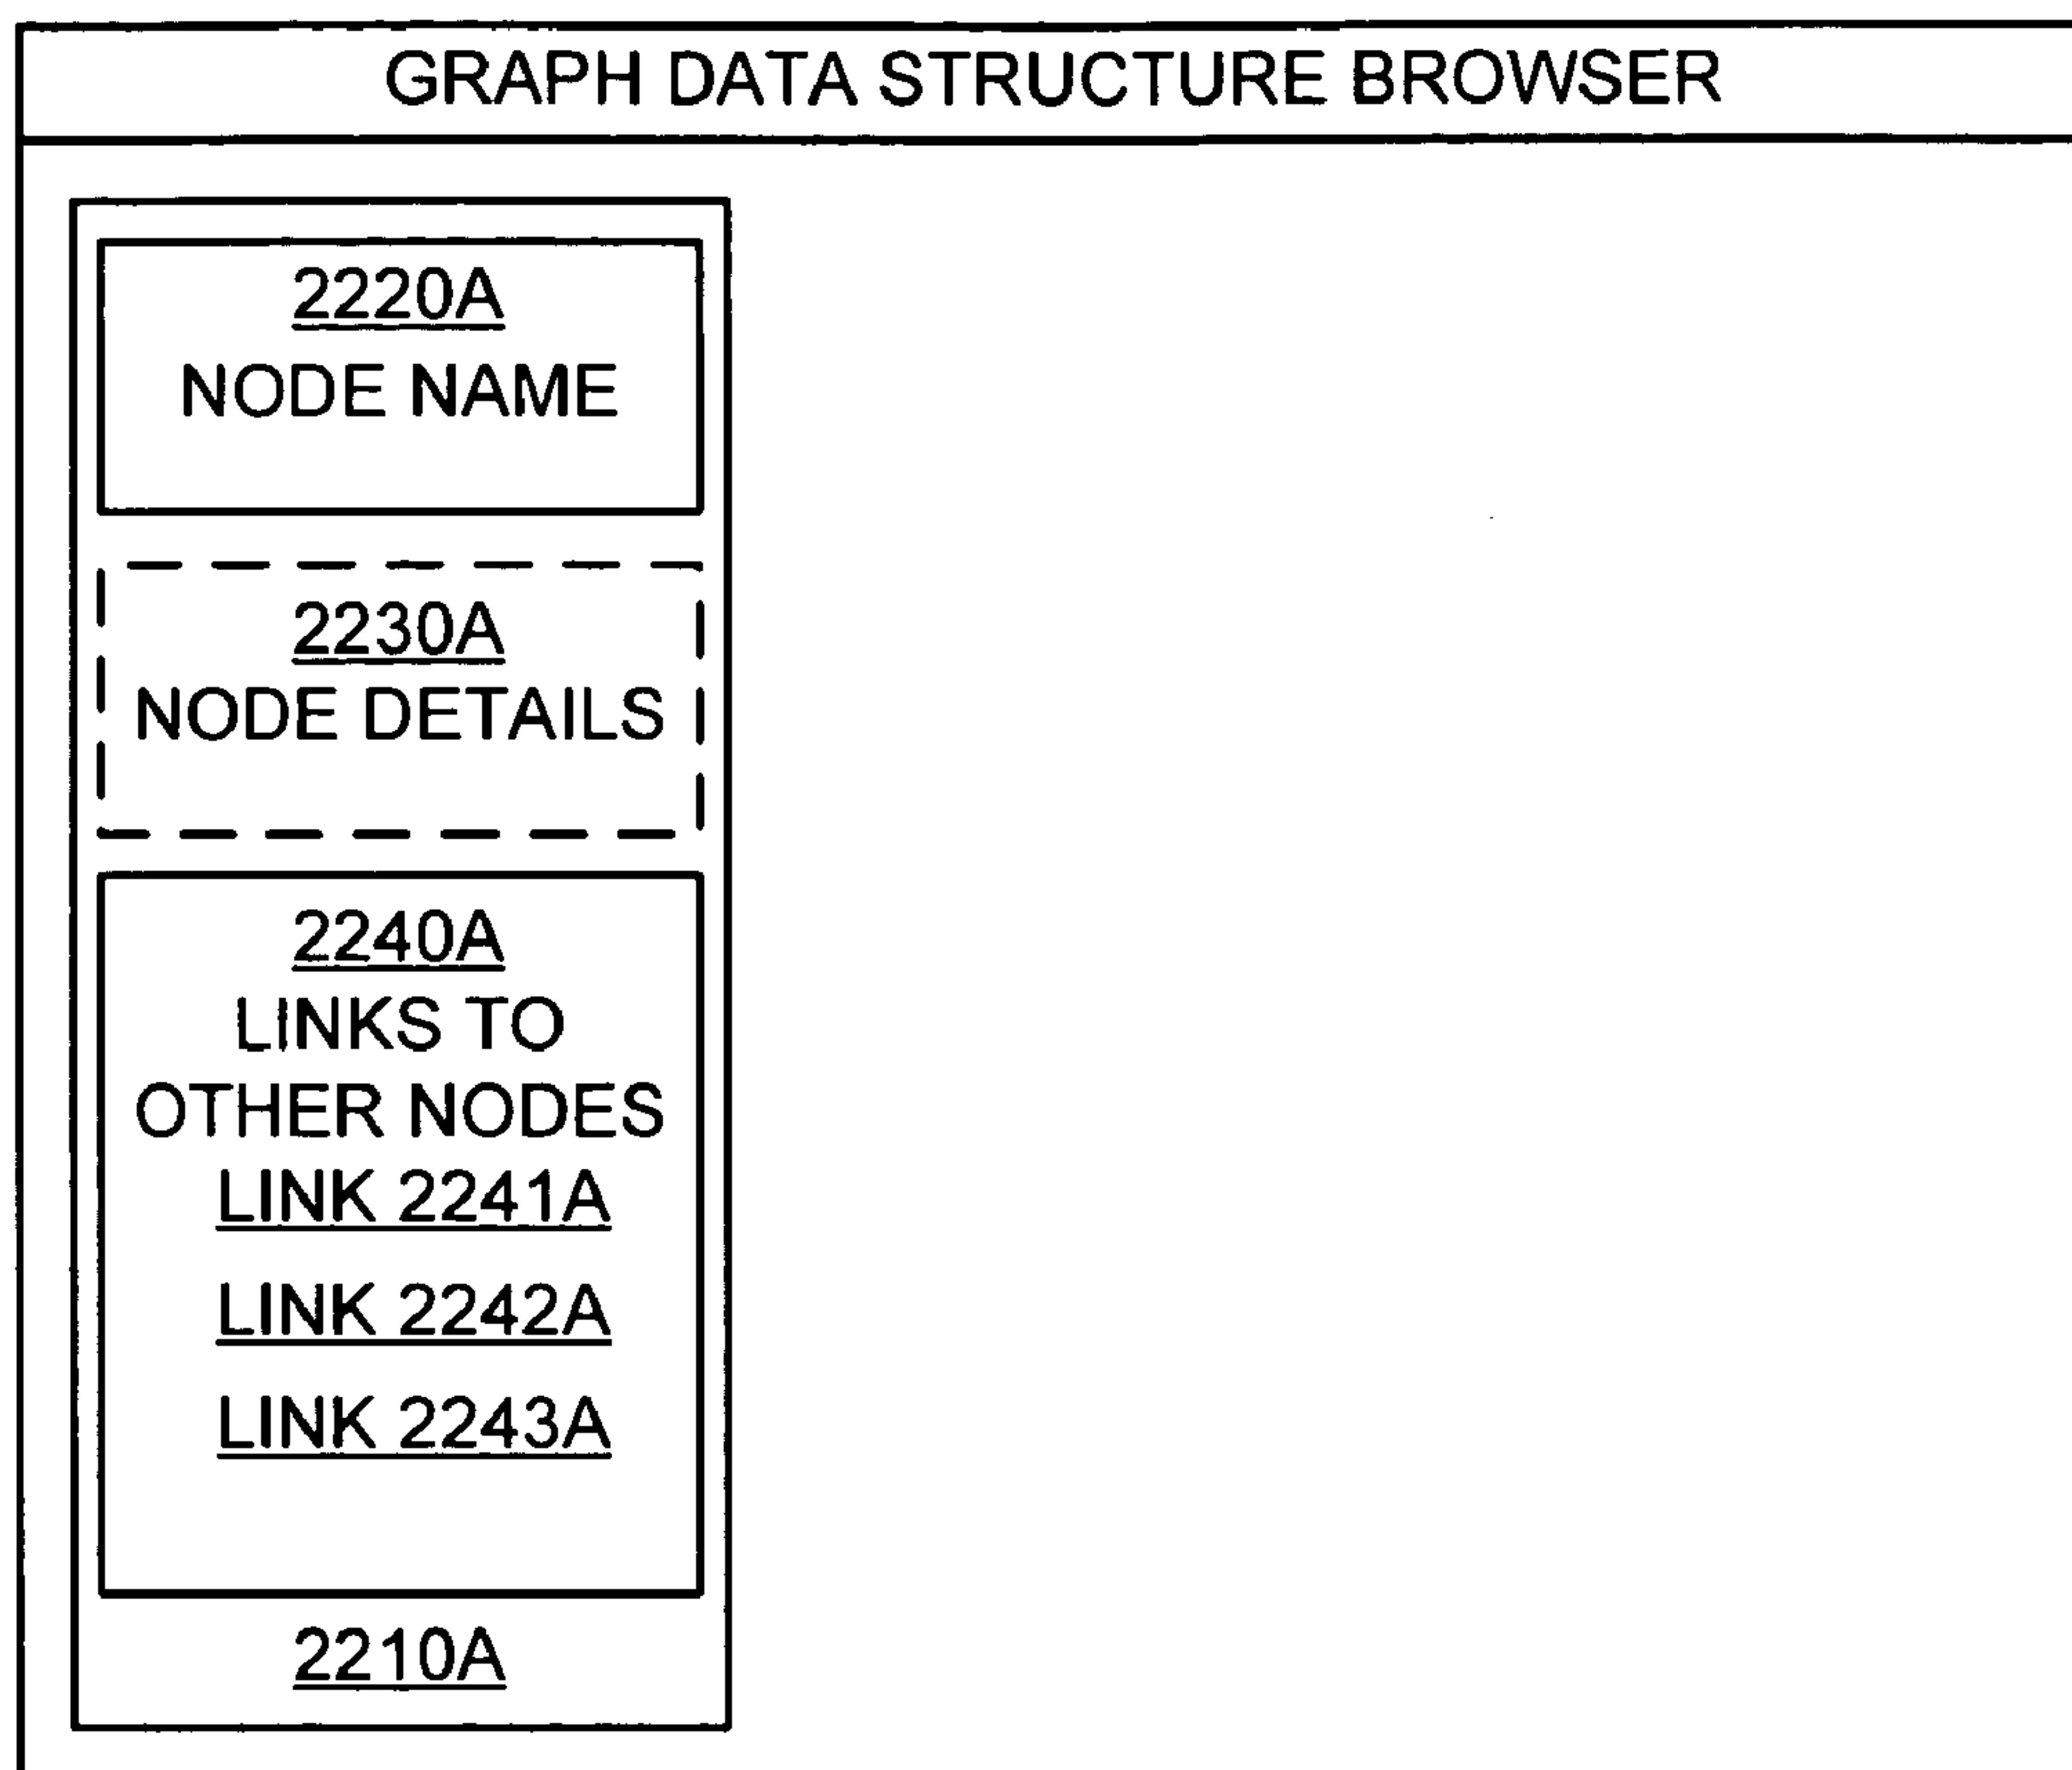 GRAPH DATA STRUCTURE BROWSER
2220A
NODE NAME
2230A
NODE DETAILS
2240A
LINKS TO
OTHER NODES
LINK 2241A
LINK 2242A
LINK 2243A
2210A